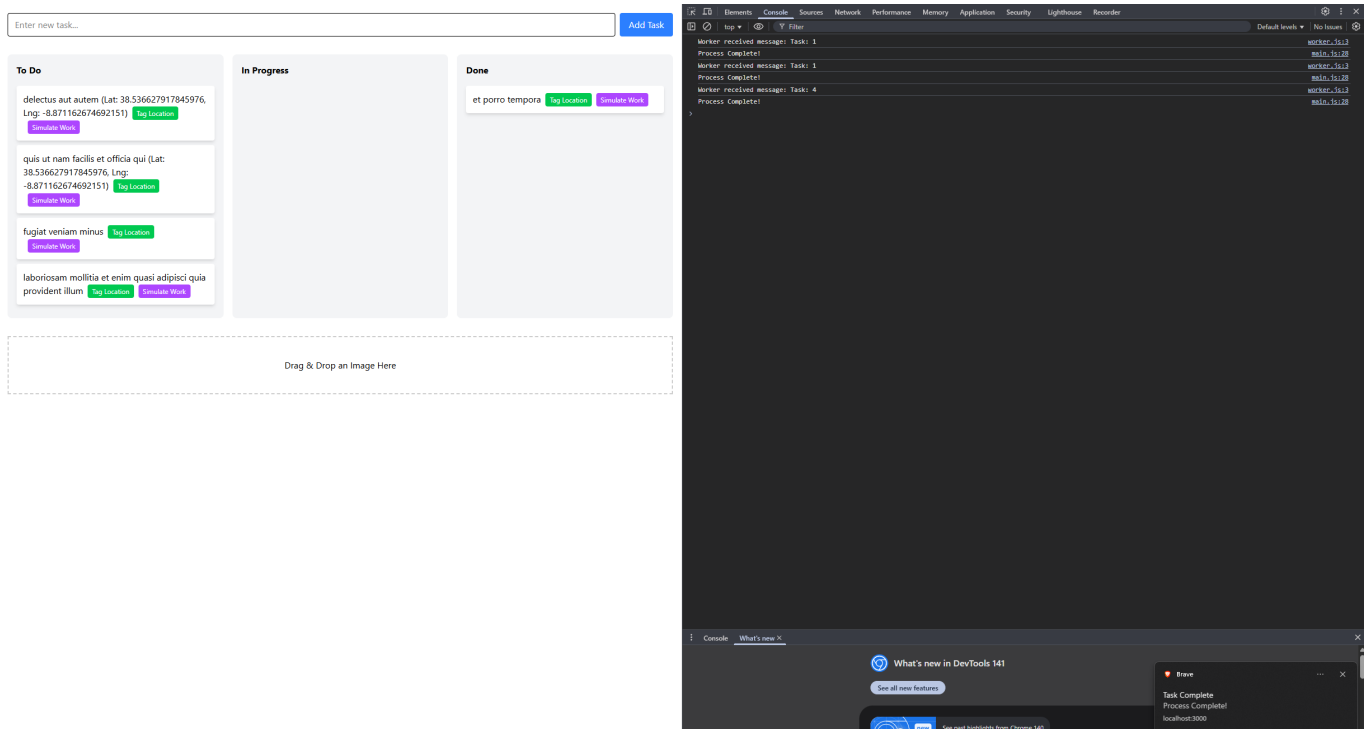 Enter new task...
Add Task
To Do
delectus aut autem (Lat: 38.536627917845976,
Lng: -8.871162674692151) Tag Location
Simulate Work
quis ut nam facilis et officia qui (Lat:
38.536627917845976, Lng:
-8.871162674692151) Tag Location
Simulate Work
fugiat veniam minus Tag Location
Simulate Work
laboriosam mollitia et enim quasi adipisci quia
provident illum Tag Location Simulate Work
In Progress
Done
et porro tempora Tag Location Simulate Work
Drag & Drop an Image Here
Elements Console Sources Network Performance Memory Application Security Lighthouse Recorder
top Filter Default levels No Issues
Worker received message: Task: 1 worker.js:3
Process Complete! main.js:28
Worker received message: Task: 1 worker.js:3
Process Complete! main.js:28
Worker received message: Task: 4 worker.js:3
Process Complete! main.js:28
Console What's new
What's new in DevTools 141
See all new features
new
See past highlights from Chrome 140
Brave
Task Complete
Process Complete!
localhost:3000